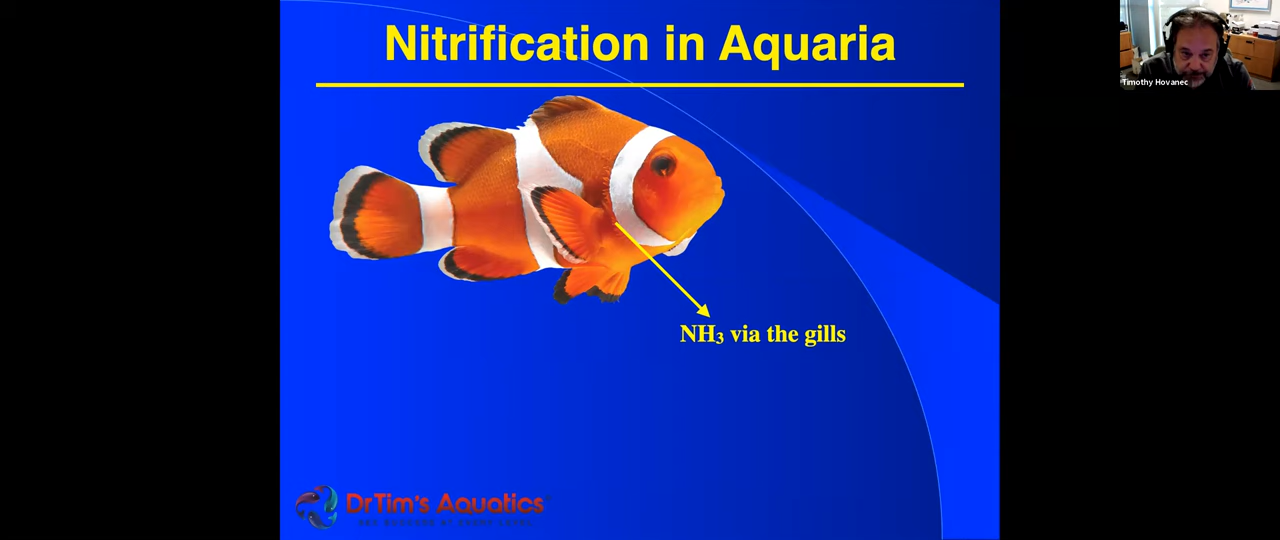 Nitrification in Aquaria
Timothy Hovanec
NH₃ via the gills
DrTim's Aquatics